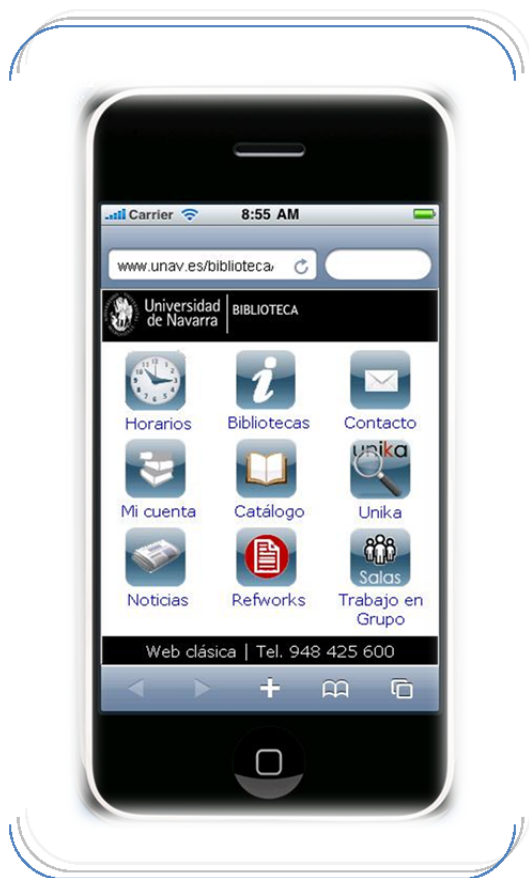 Carrier 8:55 AM
www.unav.es/biblioteca/
Universidad
de Navarra
BIBLIOTECA
Horarios Bibliotecas Contacto
unika
Mi cuenta Catálogo Unika
Salas
Noticias Refworks Trabajo en
Grupo
Web clásica | Tel. 948 425 600